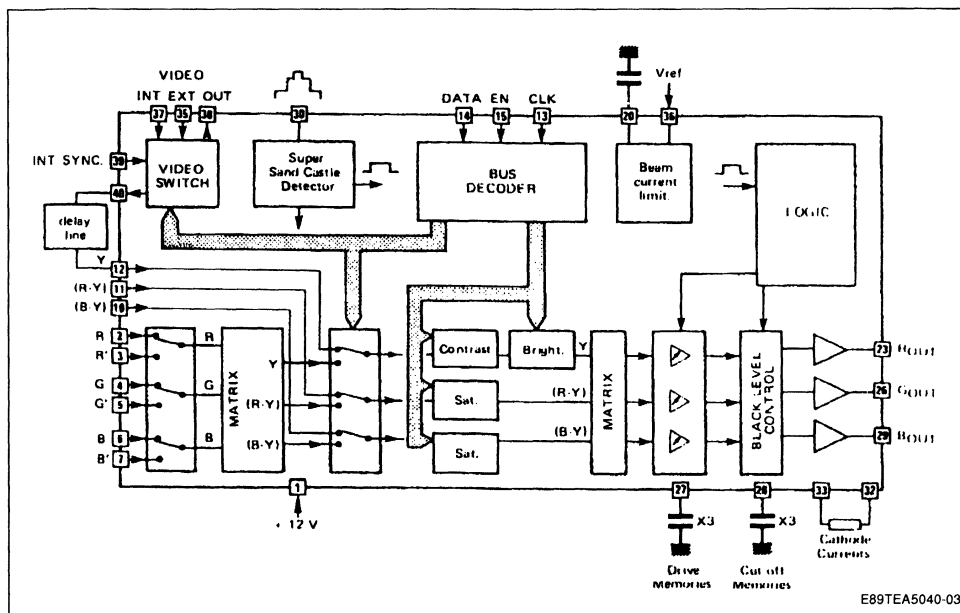 VIDEO
INT EXT OUT
DATA EN CLK
Vref
37 35 38
30
14 15 13
20 36
INT SYNC.
39
VIDEO
SWITCH
Super
Sand Castle
Detector
BUS
DECODER
Beam
current
limit.
LOGIC
40
delay
line
Y
12
(R-Y)
11
(B-Y)
10
R
2
R'
3
G
4
G'
5
B
6
B'
7
R
G
B
MATRIX
Y
(R-Y)
(B-Y)
Contrast
Bright.
Y
Sat.
(R-Y)
Sat.
(B-Y)
MATRIX
BLACK LEVEL
CONTROL
23
ROUT
26
GOUT
29
BOUT
1
+ 12 V
27
28
33
32
X3
X3
Cathode
Currents
Drive
Memories
Cut off
Memories
E89TEA5040-03